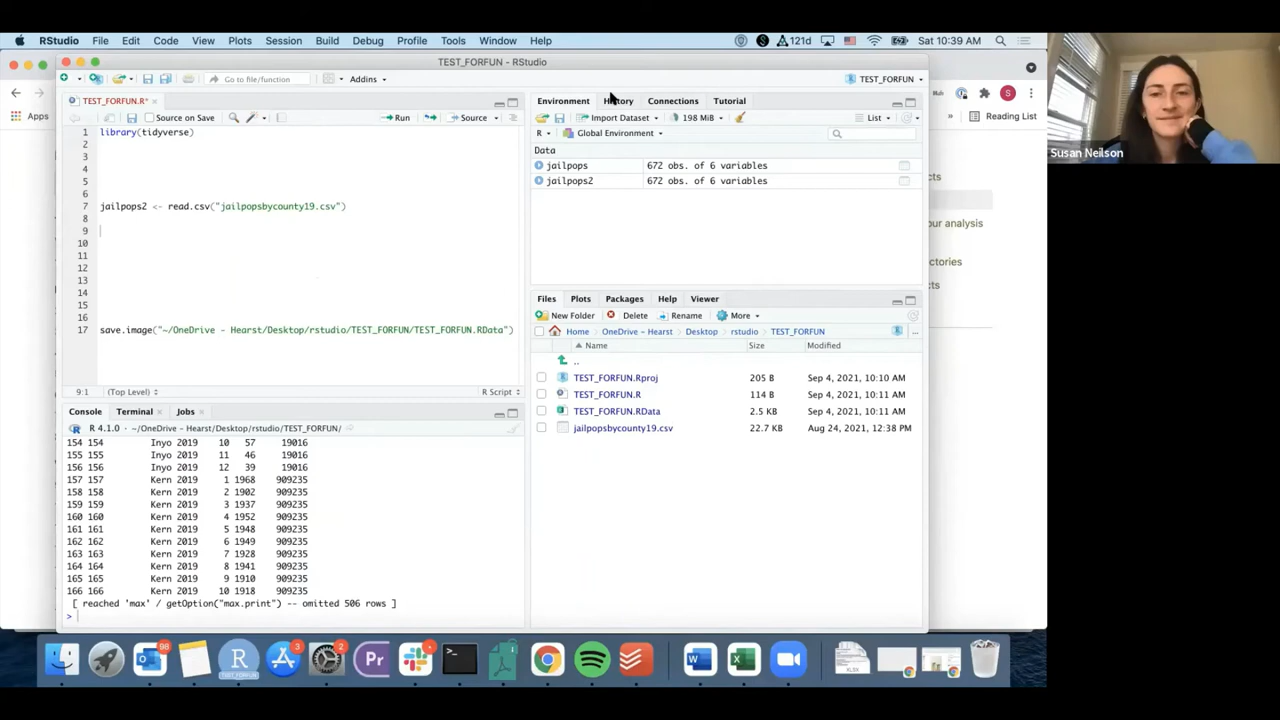 RStudio File Edit Code View Plots Session Build Debug Profile Tools Window Help 121d Sat 10:39 AM
TEST_FORFUN - RStudio
Go to file/function Addins TEST_FORFUN
TEST_FORFUN.R* Environment History Connections Tutorial
Source on Save Run Source Import Dataset 198 MiB List
R Global Environment
Data
jailpops 672 obs. of 6 variables
jailpops2 672 obs. of 6 variables
1 library(tidyverse)
2
3
4
5
6
7 jailpops2 <- read.csv("jailpopsbycounty19.csv")
8
9
10
11
12
13
14
15
16
17 save.image("~/OneDrive - Hearst/Desktop/rstudio/TEST_FORFUN/TEST_FORFUN.RData")
9:1 (Top Level) R Script
Files Plots Packages Help Viewer
New Folder Delete Rename More
Home OneDrive - Hearst Desktop rstudio TEST_FORFUN ...
Name Size Modified
..
TEST_FORFUN.Rproj 205 B Sep 4, 2021, 10:10 AM
TEST_FORFUN.R 114 B Sep 4, 2021, 10:11 AM
TEST_FORFUN.RData 2.5 KB Sep 4, 2021, 10:11 AM
jailpopsbycounty19.csv 22.7 KB Aug 24, 2021, 12:38 PM
Console Terminal Jobs
R 4.1.0 · ~/OneDrive - Hearst/Desktop/rstudio/TEST_FORFUN/
154 154 Inyo 2019 10 57 19016
155 155 Inyo 2019 11 46 19016
156 156 Inyo 2019 12 39 19016
157 157 Kern 2019 1 1968 909235
158 158 Kern 2019 2 1902 909235
159 159 Kern 2019 3 1937 909235
160 160 Kern 2019 4 1952 909235
161 161 Kern 2019 5 1948 909235
162 162 Kern 2019 6 1949 909235
163 163 Kern 2019 7 1928 909235
164 164 Kern 2019 8 1941 909235
165 165 Kern 2019 9 1910 909235
166 166 Kern 2019 10 1918 909235
[ reached 'max' / getOption("max.print") -- omitted 506 rows ]
>
Apps
S
» Reading List
cts
our analysis
ectories
cts
Susan Neilson
98
R
TEST_FORFUN
3
2
Pr
W
X
XLSX